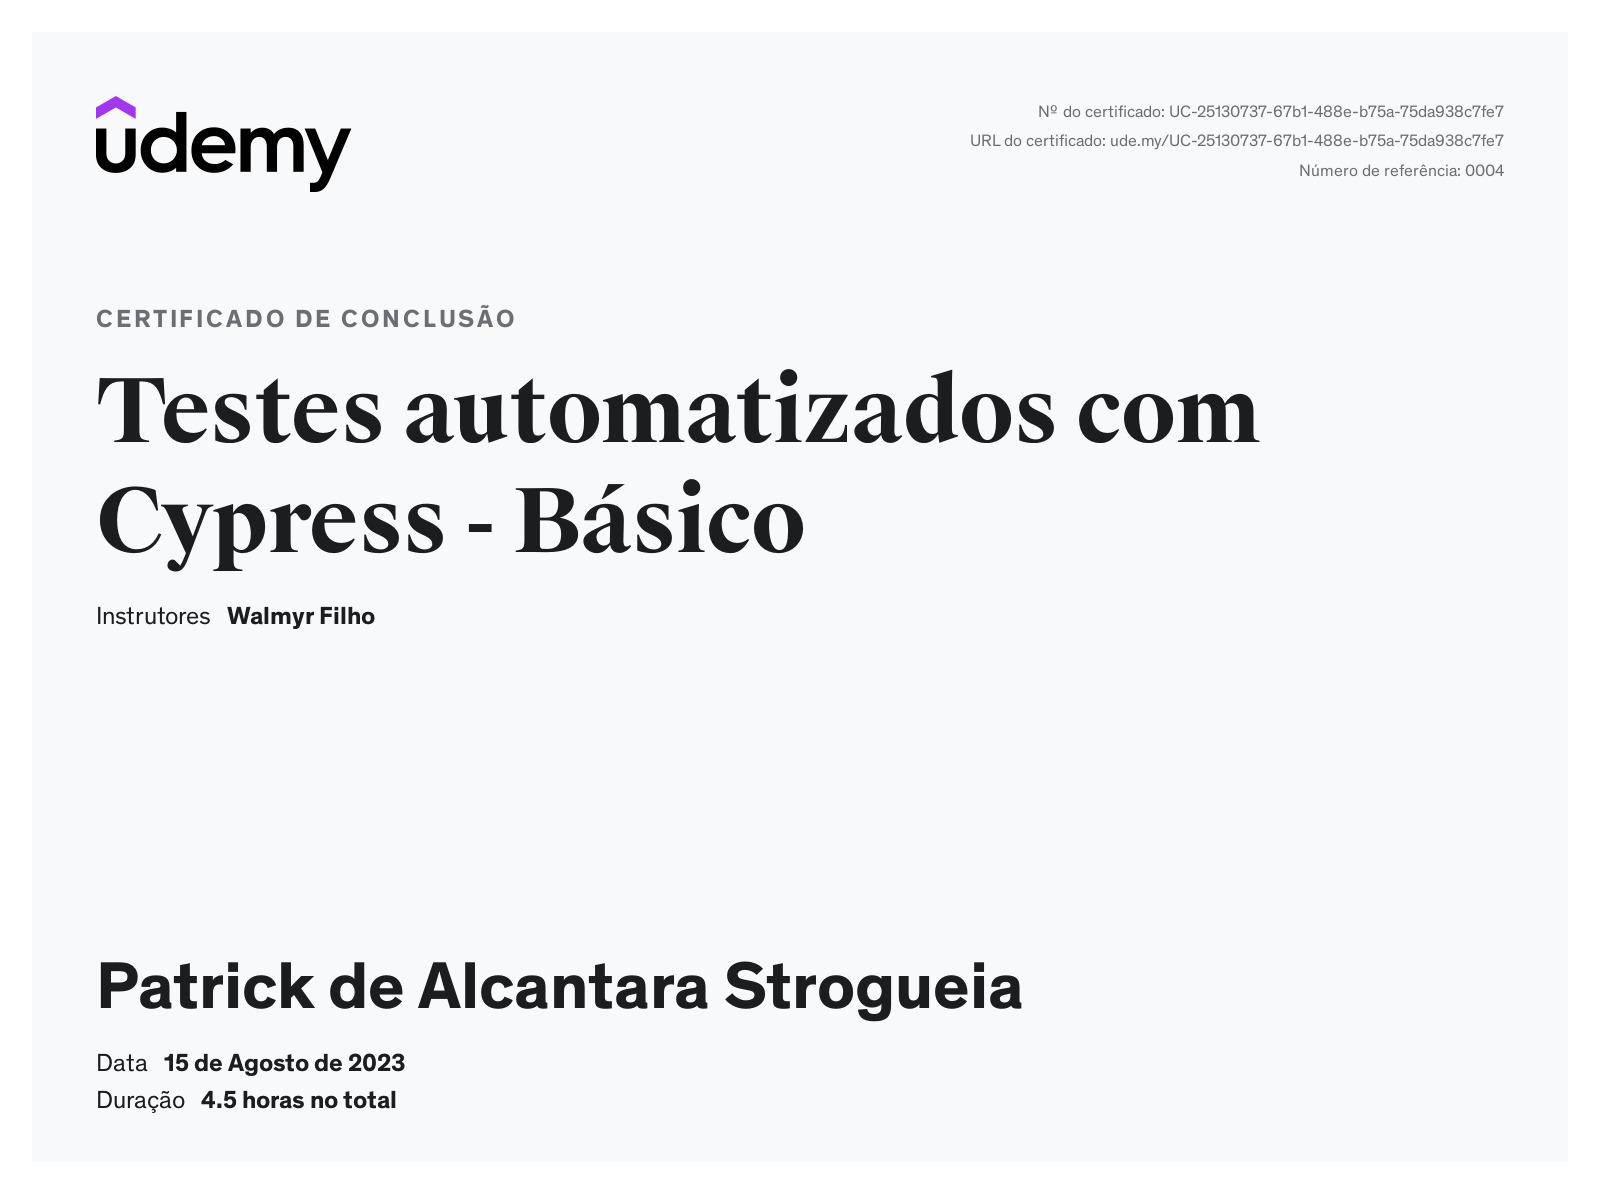 udemy
Nº do certificado: UC-25130737-67b1-488e-b75a-75da938c7fe7
URL do certificado: ude.my/UC-25130737-67b1-488e-b75a-75da938c7fe7
Número de referência: 0004
CERTIFICADO DE CONCLUSÃO
Testes automatizados com
Cypress - Básico
Instrutores Walmyr Filho
Patrick de Alcantara Strogueia
Data 15 de Agosto de 2023
Duração 4.5 horas no total